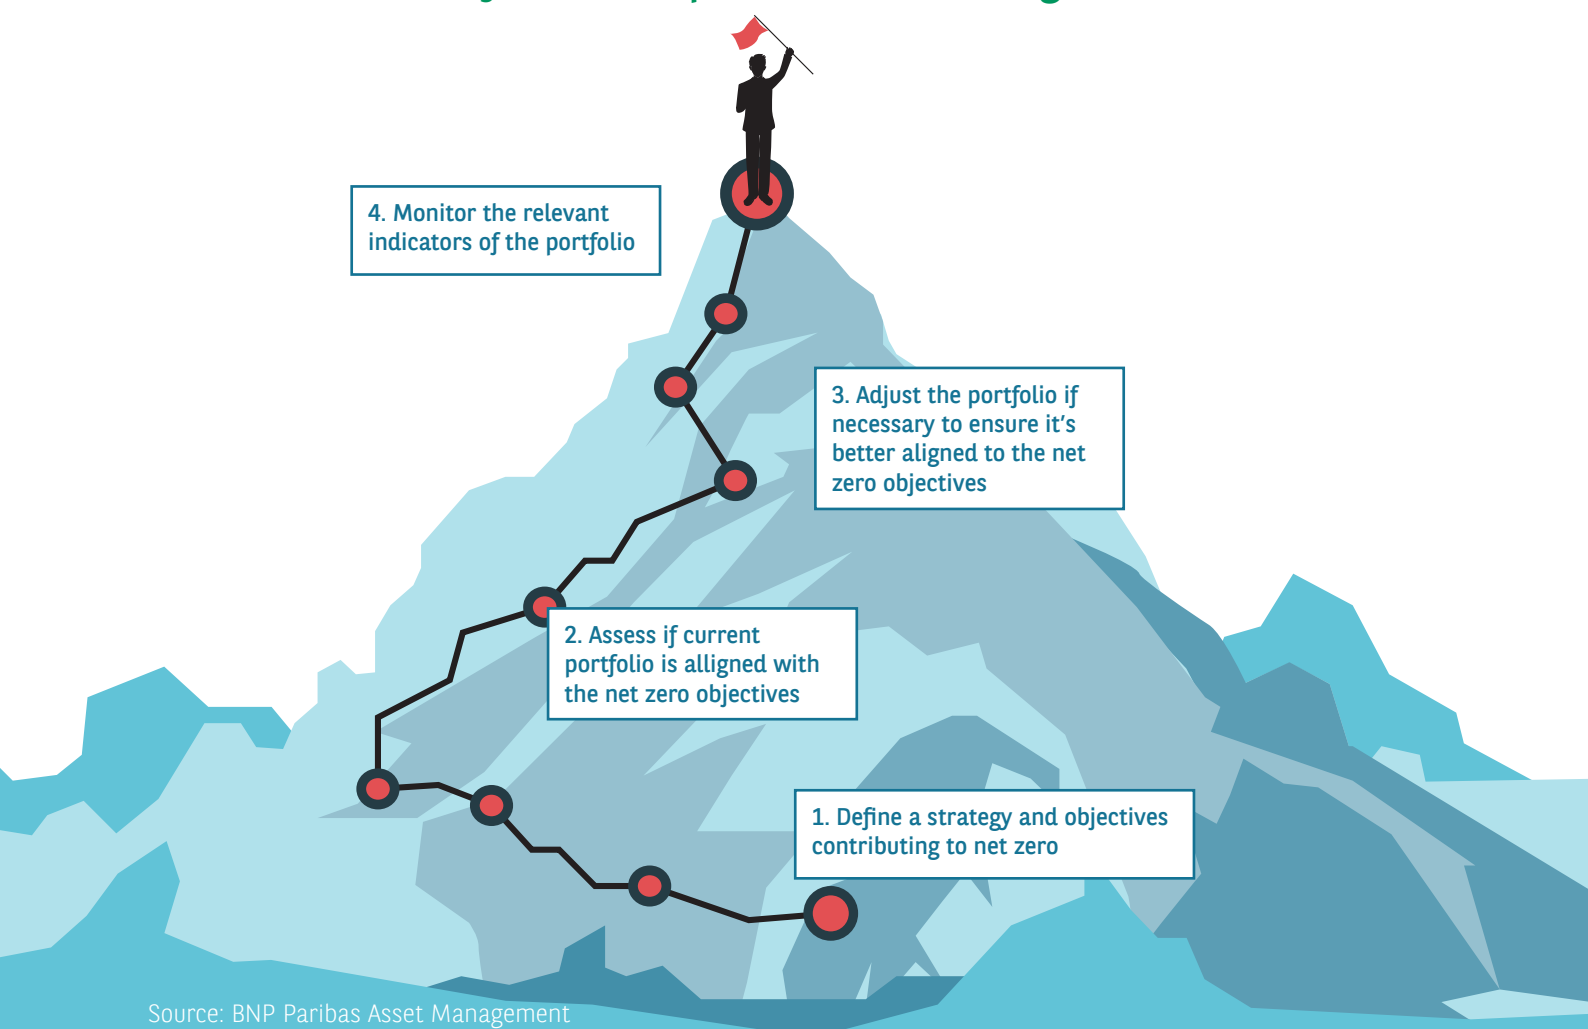 4. Monitor the relevant
indicators of the portfolio
3. Adjust the portfolio if
necessary to ensure it's
better aligned to the net
zero objectives
2. Assess if current
portfolio is alligned with
the net zero objectives
1. Define a strategy and objectives
contributing to net zero
Source: BNP Paribas Asset Management